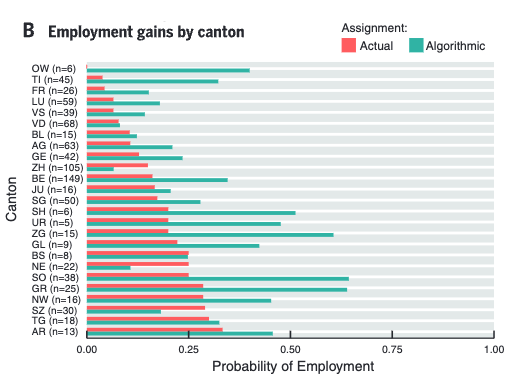 B Employment gains by canton
Assignment:
Actual Algorithmic
Canton
OW (n=6)
TI (n=45)
FR (n=26)
LU (n=59)
VS (n=39)
VD (n=68)
BL (n=15)
AG (n=63)
GE (n=42)
ZH (n=105)
BE (n=149)
JU (n=16)
SG (n=50)
SH (n=6)
UR (n=5)
ZG (n=15)
GL (n=9)
BS (n=8)
NE (n=22)
SO (n=38)
GR (n=25)
NW (n=16)
SZ (n=30)
TG (n=18)
AR (n=13)
0.00 0.25 0.50 0.75 1.00
Probability of Employment